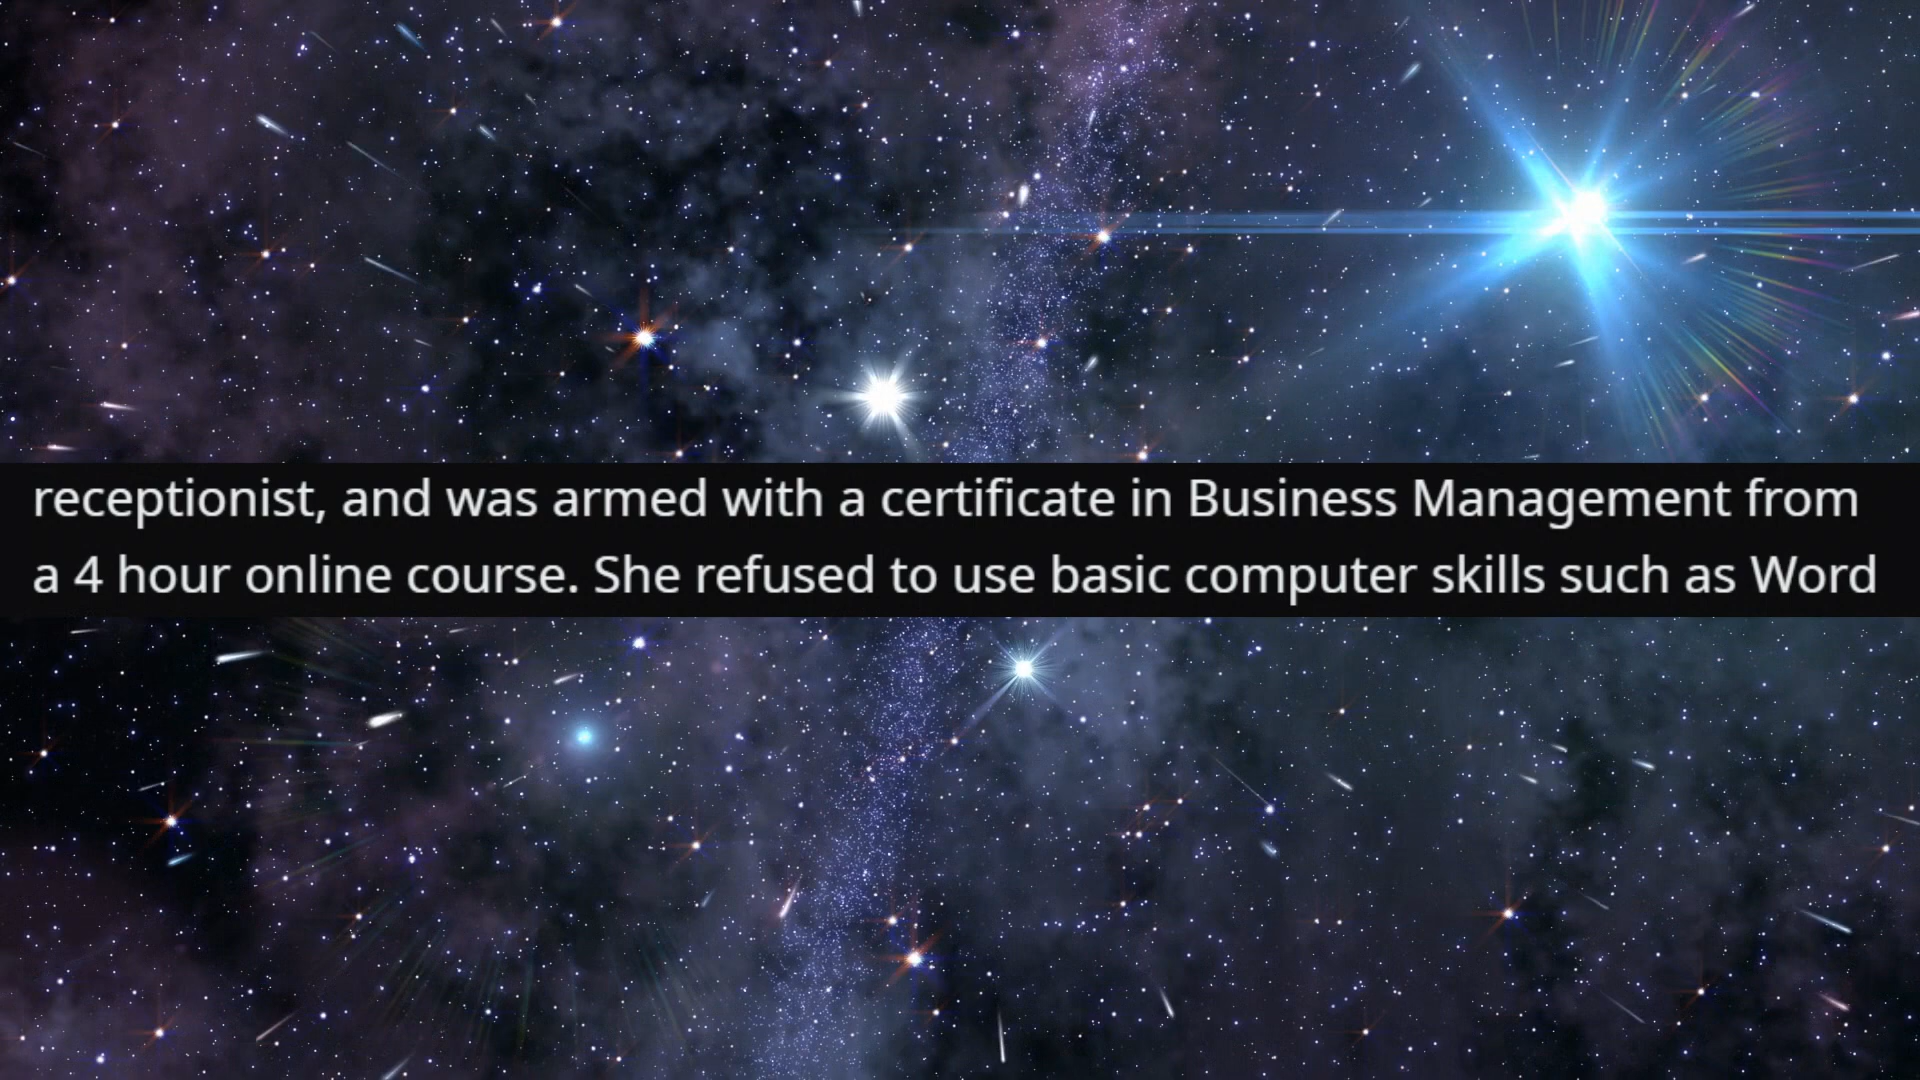 receptionist, and was armed with a certificate in Business Management from
a 4 hour online course. She refused to use basic computer skills such as Word